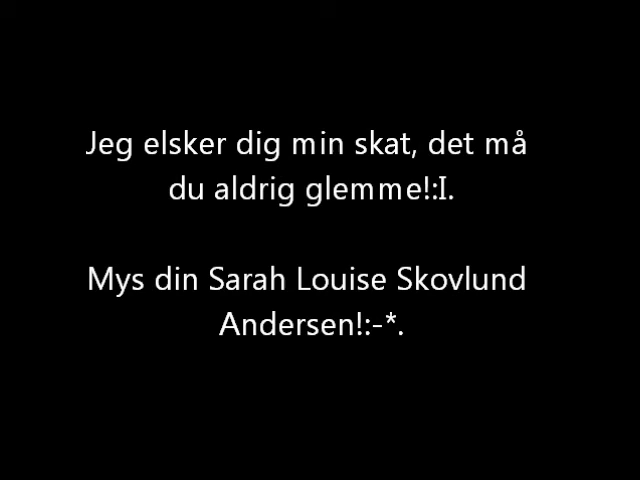 Jeg elsker dig min skat, det må
du aldrig glemme!:I.
Mys din Sarah Louise Skovlund
Andersen!:-*.